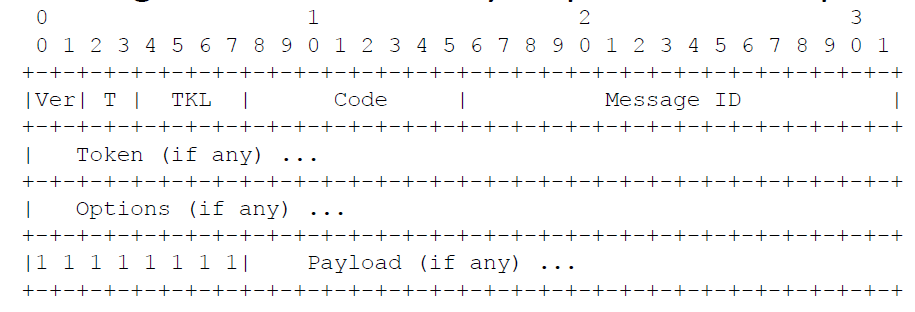 0                   1                   2                   3
0 1 2 3 4 5 6 7 8 9 0 1 2 3 4 5 6 7 8 9 0 1 2 3 4 5 6 7 8 9 0 1
+-+-+-+-+-+-+-+-+-+-+-+-+-+-+-+-+-+-+-+-+-+-+-+-+-+-+-+-+-+-+-+-+
|Ver| T |  TKL  |      Code     |          Message ID           |
+-+-+-+-+-+-+-+-+-+-+-+-+-+-+-+-+-+-+-+-+-+-+-+-+-+-+-+-+-+-+-+-+
|   Token (if any) ...
+-+-+-+-+-+-+-+-+-+-+-+-+-+-+-+-+-+-+-+-+-+-+-+-+-+-+-+-+-+-+-+-+
|   Options (if any) ...
+-+-+-+-+-+-+-+-+-+-+-+-+-+-+-+-+-+-+-+-+-+-+-+-+-+-+-+-+-+-+-+-+
|1 1 1 1 1 1 1 1|    Payload (if any) ...
+-+-+-+-+-+-+-+-+-+-+-+-+-+-+-+-+-+-+-+-+-+-+-+-+-+-+-+-+-+-+-+-+